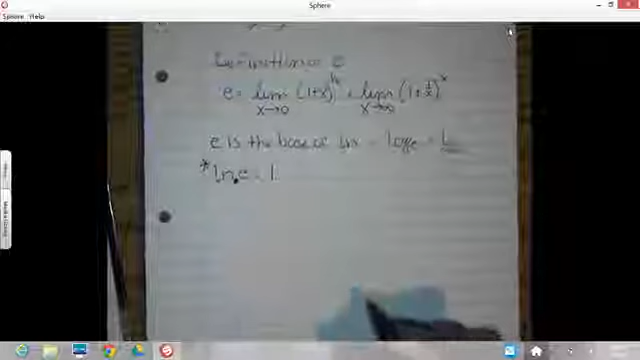 Sphere
Sphere Help
Definition of e
e = lim x→0 (1+x)^1/x = lim x→∞ (1+1/x)^x
e is the base of ln = log e =
*ln e = 1